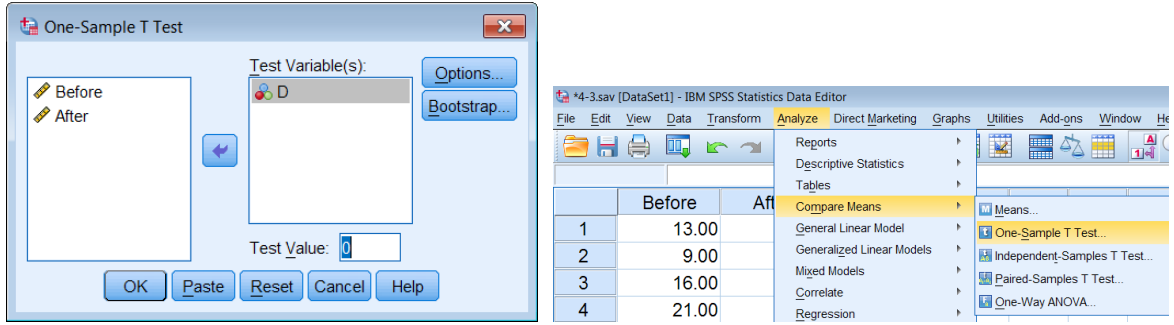 One-Sample T Test
Test Variable(s):
Before
After
D
Options...
Bootstrap...
Test Value: 0
OK Paste Reset Cancel Help
*4-3.sav [DataSet1] - IBM SPSS Statistics Data Editor
File Edit View Data Transform Analyze Direct Marketing Graphs Utilities Add-ons Window He
Reports
Descriptive Statistics
Tables
Compare Means
General Linear Model
Generalized Linear Models
Mixed Models
Correlate
Regression
Means...
One-Sample T Test...
Independent-Samples T Test...
Paired-Samples T Test...
One-Way ANOVA...
Before Aft
1 13.00
2 9.00
3 16.00
4 21.00